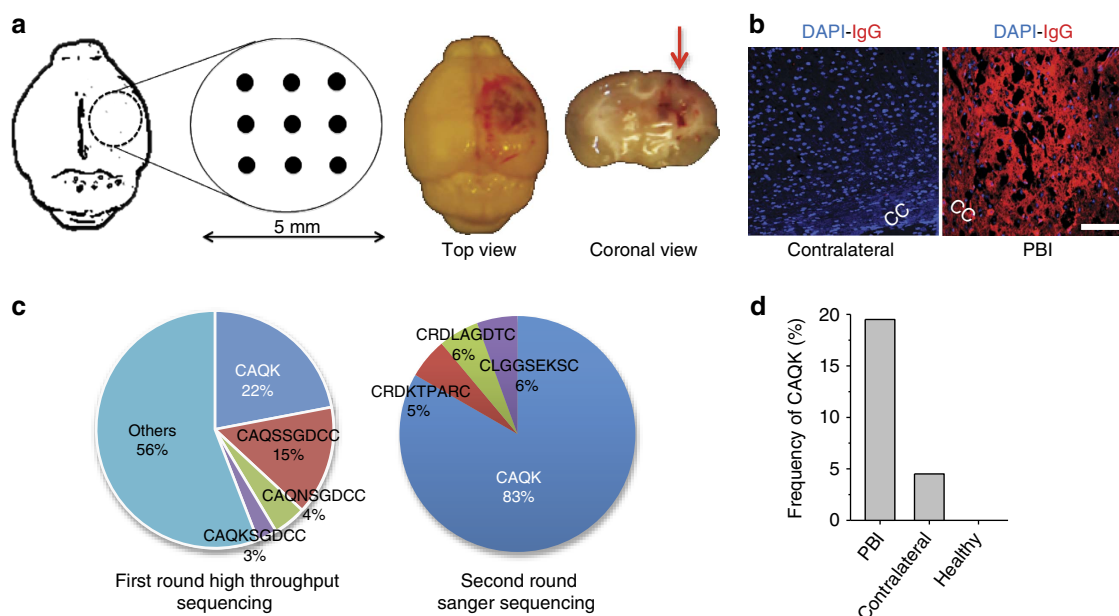 a
5 mm
Top view
Coronal view
b
DAPI-IgG
DAPI-IgG
CC
CC
Contralateral
PBI
c
CAQK
22%
CAQSSGDCC
15%
CAQNSGDCC
4%
CAQKSGDCC
3%
Others
56%
First round high throughput
sequencing
CRDLAGDTC
6%
CLGGSEKSC
6%
CRDKTPARC
5%
CAQK
83%
Second round
sanger sequencing
d
Frequency of CAQK (%)
20
15
10
5
0
PBI
Contralateral
Healthy